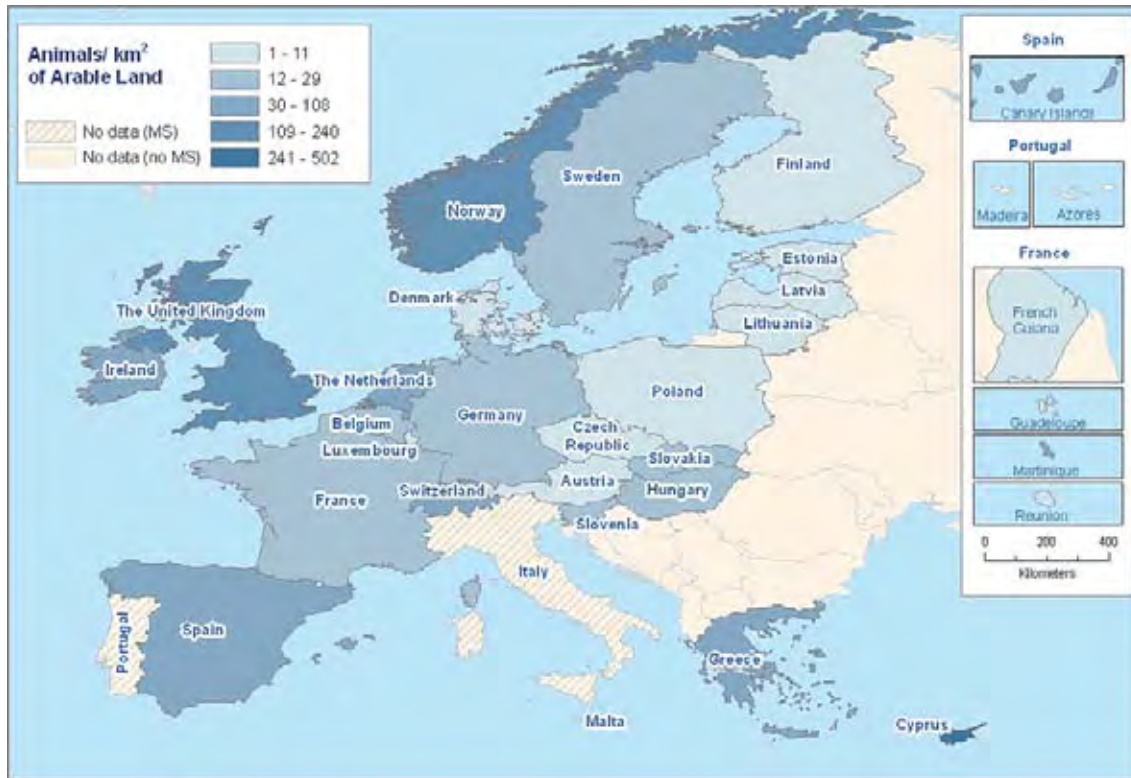 Animals/ km²
of Arable Land
1 - 11
12 - 29
30 - 108
109 - 240
241 - 502
No data (MS)
No data (no MS)
Spain
Canary Islands
Portugal
Madeira
Azores
France
French
Guiana
Guadeloupe
Martinique
Reunion
0 200 400
Kilometers
Finland
Sweden
Norway
Estonia
Denmark
Latvia
The United Kingdom
Lithuania
Ireland
The Netherlands
Poland
Germany
Belgium
Czech
Republic
Luxembourg
Slovakia
Austria
Switzerland
Hungary
France
Slovenia
Italy
Spain
Portugal
Greece
Malta
Cyprus